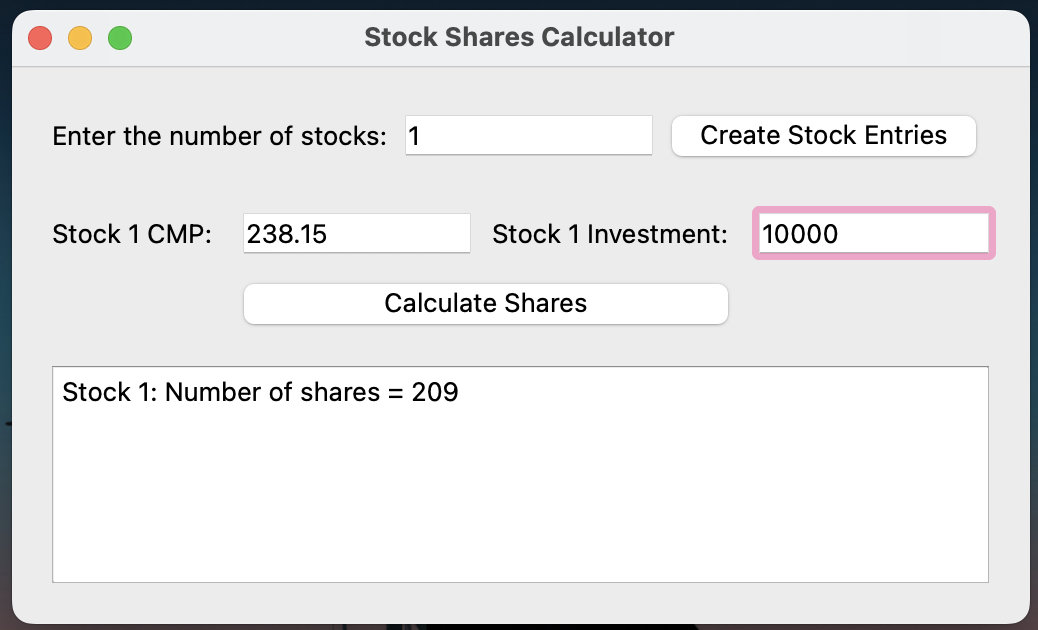 Stock Shares Calculator
Enter the number of stocks: 1 Create Stock Entries
Stock 1 CMP: 238.15 Stock 1 Investment: 10000
Calculate Shares
Stock 1: Number of shares = 209